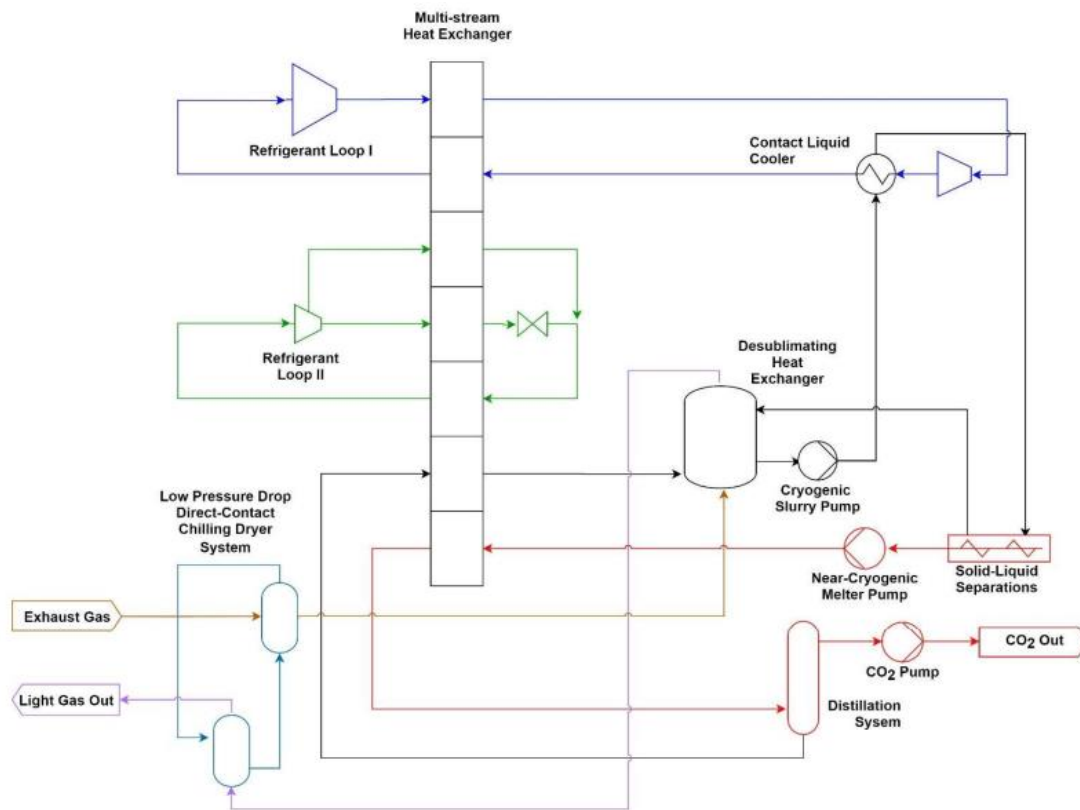 Multi-stream
Heat Exchanger
Refrigerant Loop I
Contact Liquid
Cooler
Refrigerant
Loop II
Desublimating
Heat
Exchanger
Cryogenic
Slurry Pump
Low Pressure Drop
Direct-Contact
Chilling Dryer
System
Near-Cryogenic
Melter Pump
Solid-Liquid
Separations
Exhaust Gas
CO₂ Out
CO₂ Pump
Light Gas Out
Distillation
Sysem